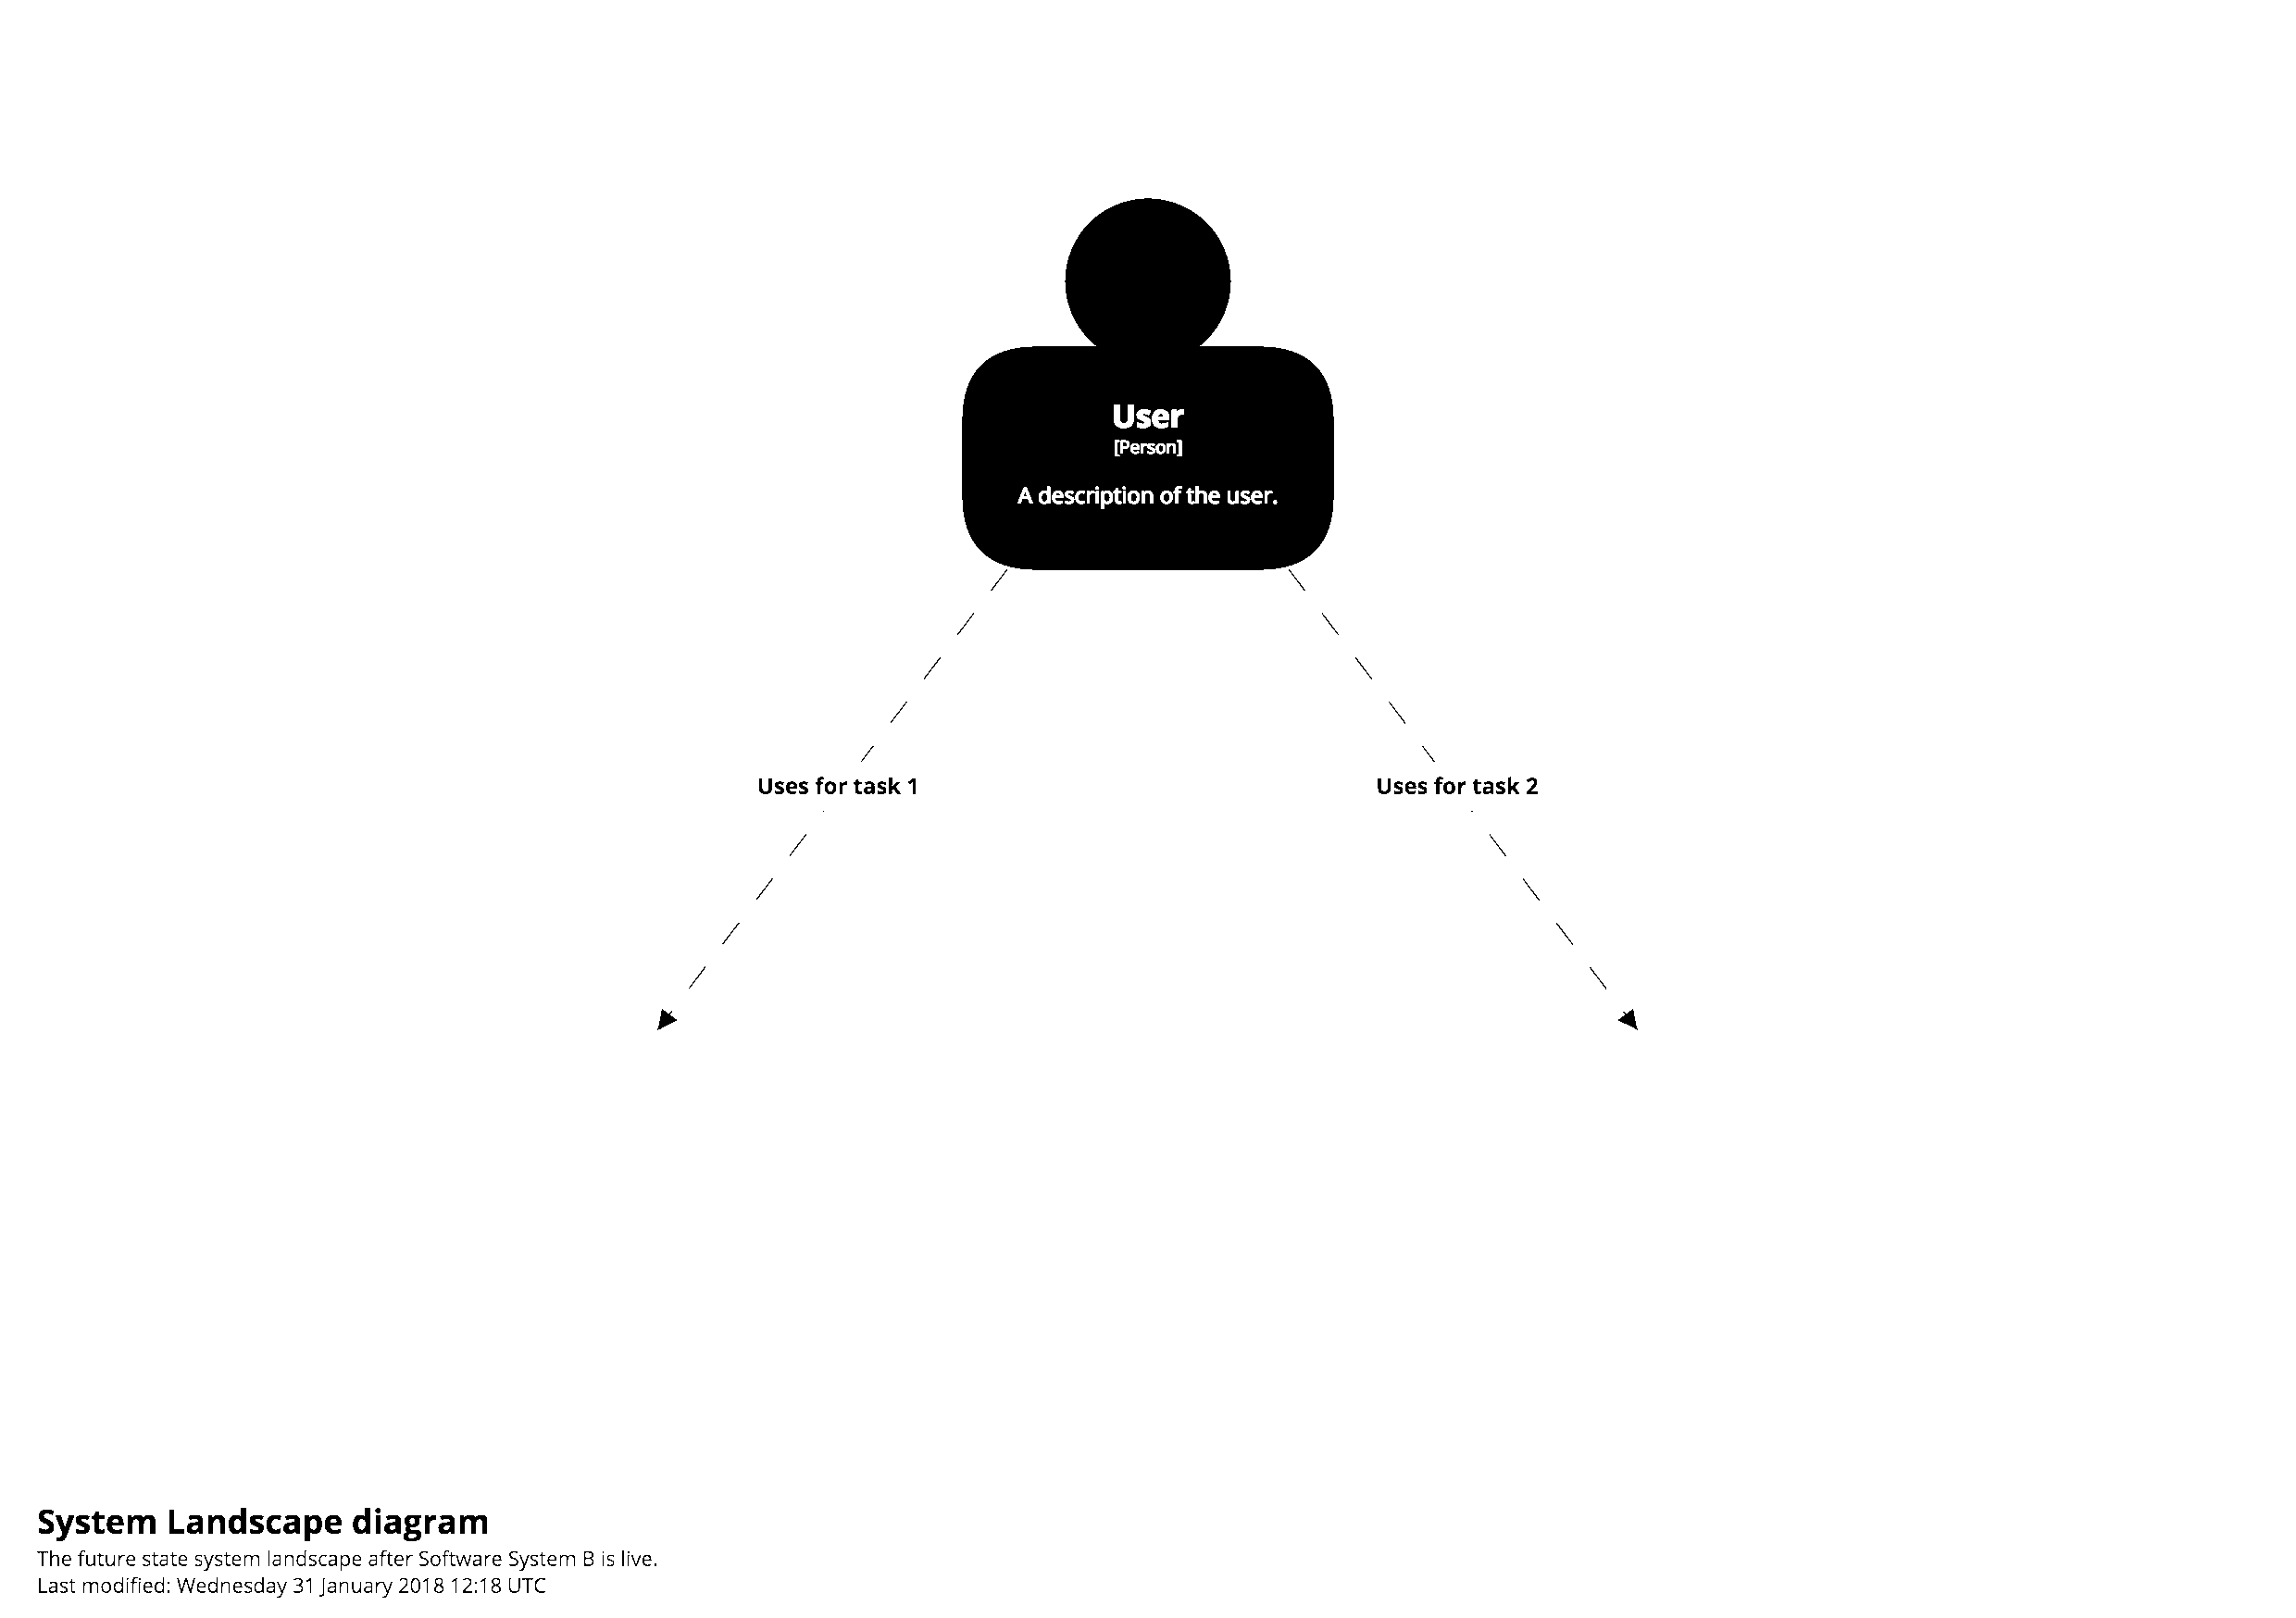 User
[Person]
A description of the user.
Uses for task 1
Uses for task 2
System Landscape diagram
The future state system landscape after Software System B is live.
Last modified: Wednesday 31 January 2018 12:18 UTC